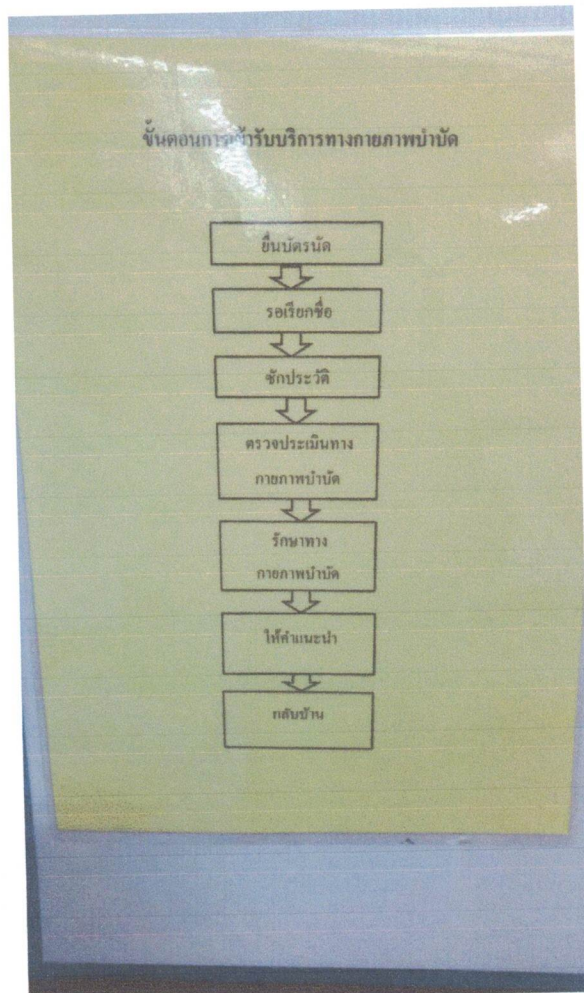 ขั้นตอนการเข้ารับบริการทางกายภาพบำบัด
ยื่นบัตรนัด
รอเรียกชื่อ
ซักประวัติ
ตรวจประเมินทาง
กายภาพบำบัด
รักษาทาง
กายภาพบำบัด
ให้คำแนะนำ
กลับบ้าน